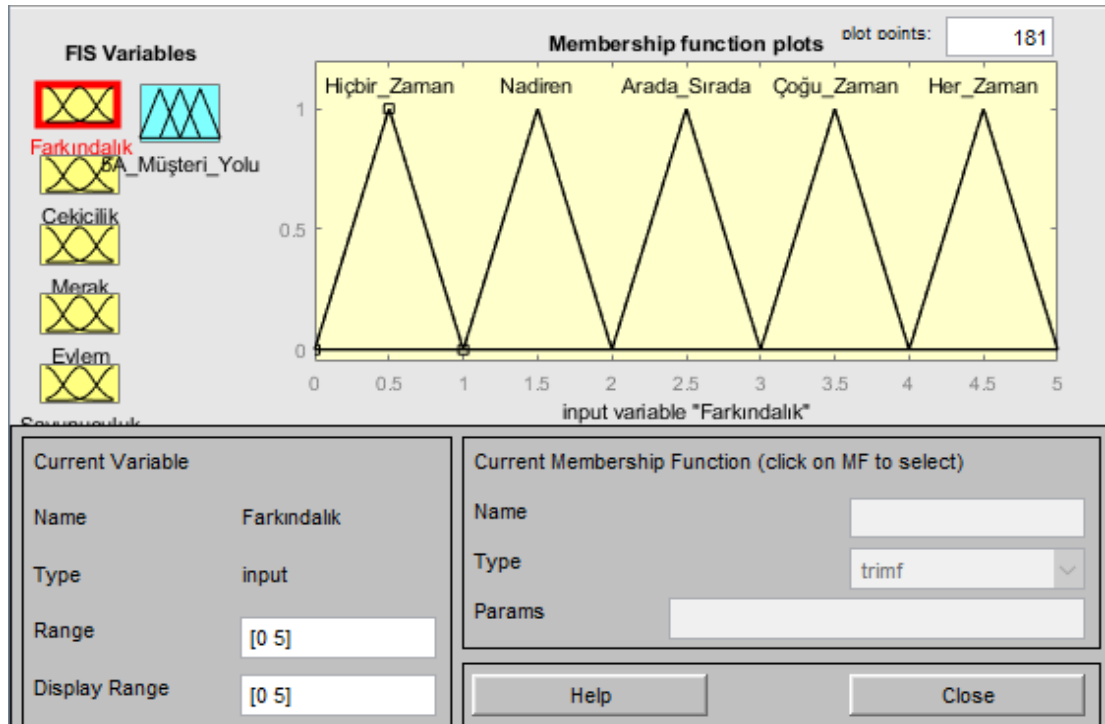 FIS Variables
Farkındalık
5A_Müşteri_Yolu
Çekicilik
Merak
Eylem
Savunuculuk
Membership function plots
plot points:
181
Hiçbir_Zaman
Nadiren
Arada_Sırada
Çoğu_Zaman
Her_Zaman
1
0.5
0
0 0.5 1 1.5 2 2.5 3 3.5 4 4.5 5
input variable "Farkındalık"
Current Variable
Name Farkındalık
Type input
Range [0 5]
Display Range [0 5]
Current Membership Function (click on MF to select)
Name
Type trimf
Params
Help
Close